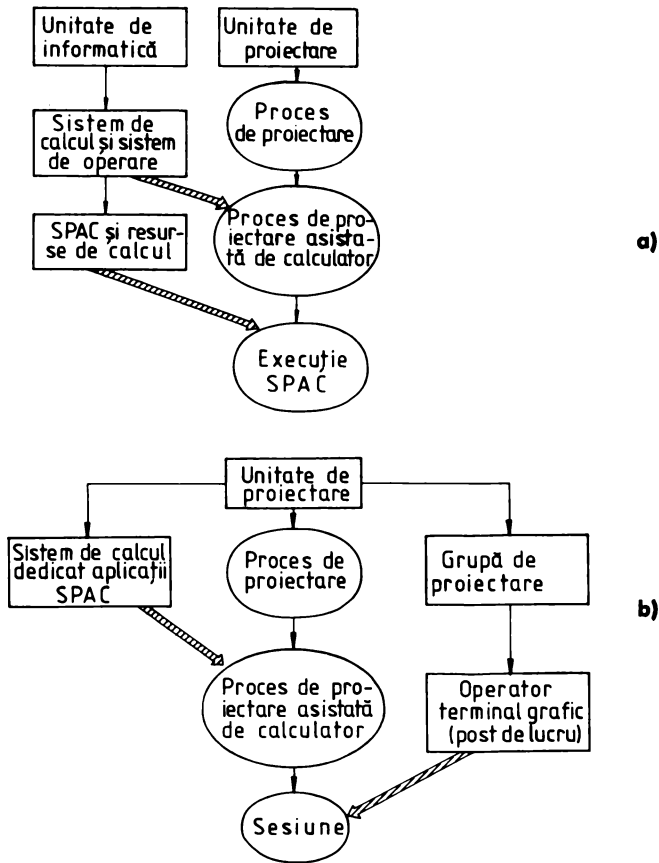 Unitate de
informatică
Unitate de
proiectare
Proces
de proiectare
Sistem de
calcul și sistem
de operare
Proces de pro-
iectare asista-
tă de calculator
SPAC și resur-
se de calcul
a)
Execuție
SPAC
Unitate de
proiectare
Sistem de calcul
dedicat aplicații
SPAC
Proces de
proiectare
Grupă de
proiectare
b)
Proces de pro-
iectare asistată
de calculator
Operator
terminal grafic
(post de lucru)
Sesiune